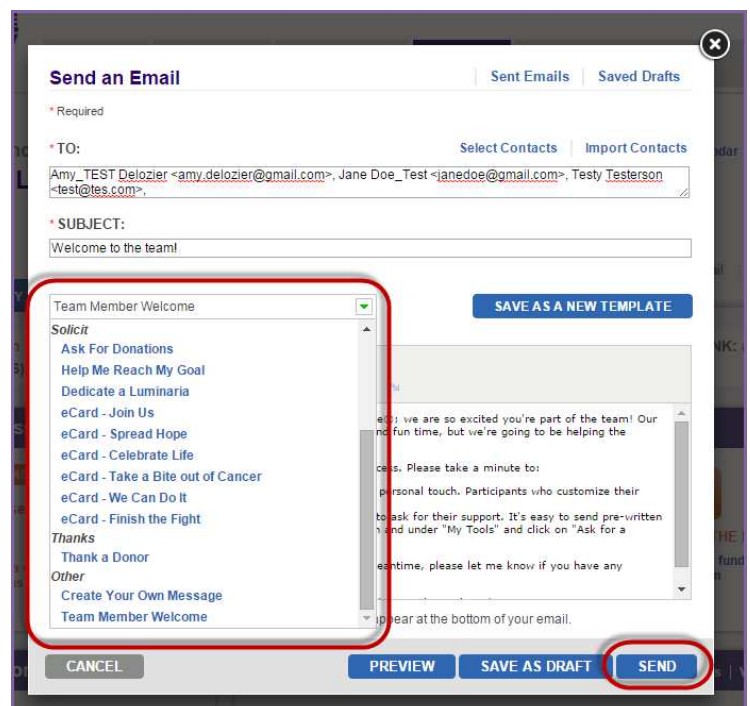 Send an Email
Sent Emails
Saved Drafts
* Required
* TO:
Select Contacts
Import Contacts
Amy_TEST Delozier <amy.delozier@gmail.com>, Jane Doe_Test <janedoe@gmail.com>, Testy Testerson
<test@tes.com>,
* SUBJECT:
Welcome to the team!
Team Member Welcome
SAVE AS A NEW TEMPLATE
Solicit
Ask For Donations
Help Me Reach My Goal
Dedicate a Luminaria
eCard - Join Us
eCard - Spread Hope
eCard - Celebrate Life
eCard - Take a Bite out of Cancer
eCard - We Can Do It
eCard - Finish the Fight
Thanks
Thank a Donor
Other
Create Your Own Message
Team Member Welcome
we are so excited you're part of the team! Our
fun time, but we're going to be helping the
Please take a minute to:
personal touch. Participants who customize their
to ask for their support. It's easy to send pre-written
and under "My Tools" and click on "Ask for a
please let me know if you have any
appear at the bottom of your email.
CANCEL
PREVIEW
SAVE AS DRAFT
SEND